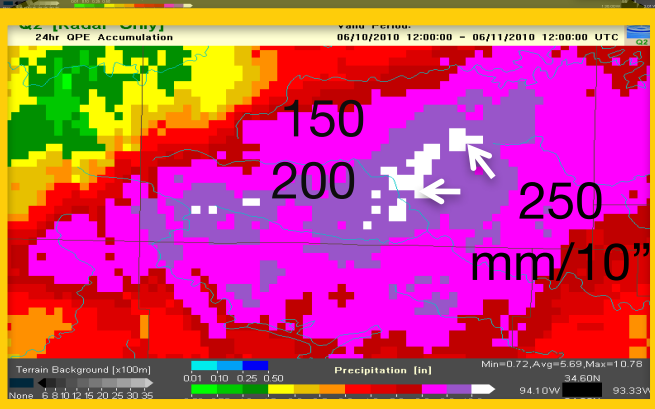 Q2 [Radar Only]
Valid Period:
24hr QPE Accumulation
06/10/2010 12:00:00 - 06/11/2010 12:00:00 UTC
Q2
150
200
250
mm/10”
Terrain Background [x100m]
None 6 8 10 12 15 20 25 30 35
0.01 0.10 0.25 0.50
Precipitation [in]
Min=0.72,Avg=5.69,Max=10.78
34.60N
94.10W
93.33W